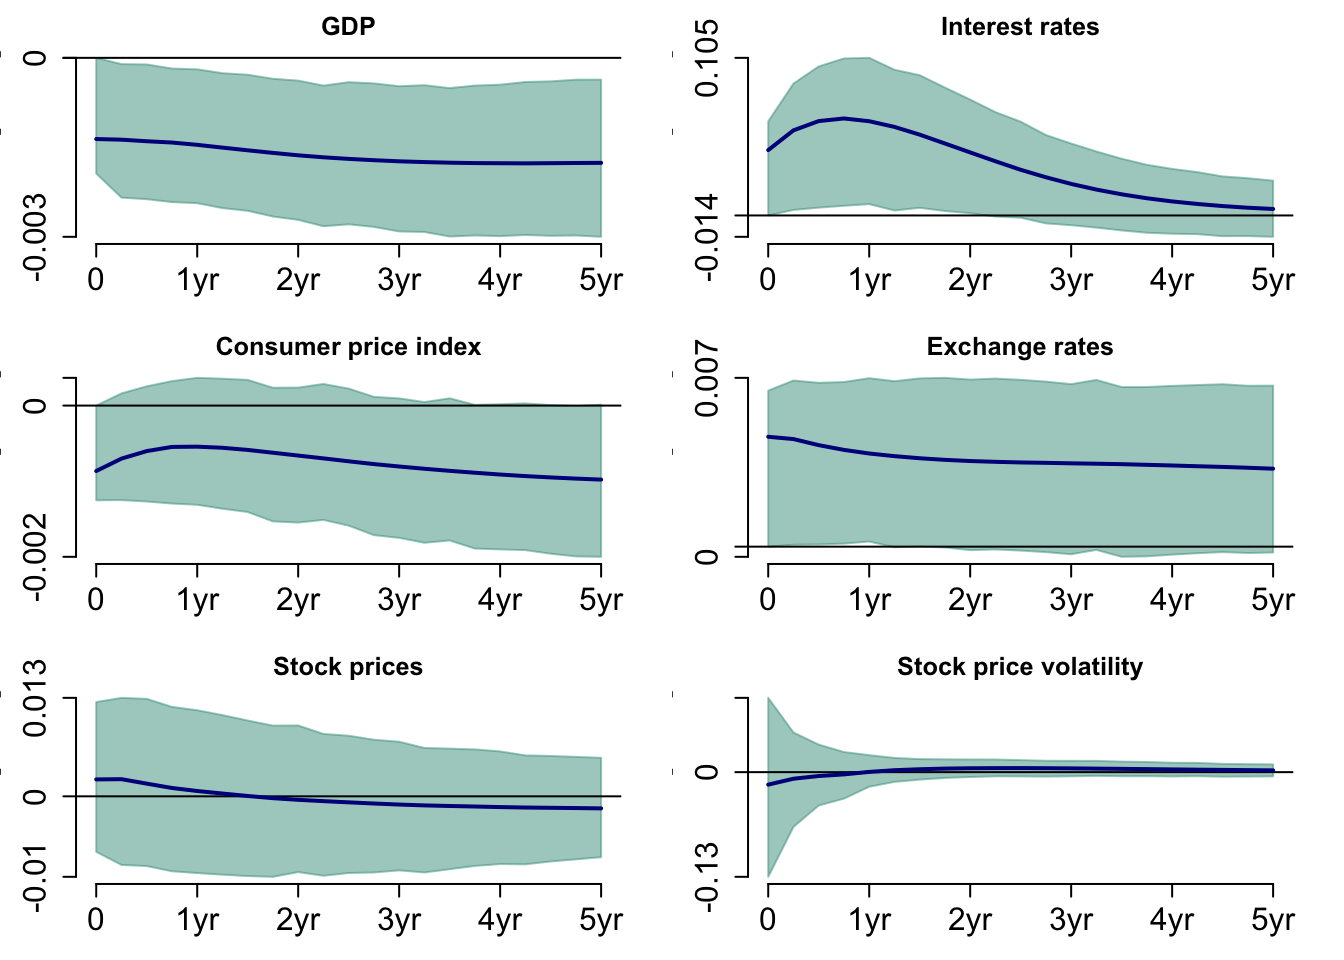 GDP
0
-0.003
0 1yr 2yr 3yr 4yr 5yr
Interest rates
0.105
-0.014
0 1yr 2yr 3yr 4yr 5yr
Consumer price index
0
-0.002
0 1yr 2yr 3yr 4yr 5yr
Exchange rates
0.007
0
0 1yr 2yr 3yr 4yr 5yr
Stock prices
0.013
0
-0.01
0 1yr 2yr 3yr 4yr 5yr
Stock price volatility
0
-0.13
0 1yr 2yr 3yr 4yr 5yr